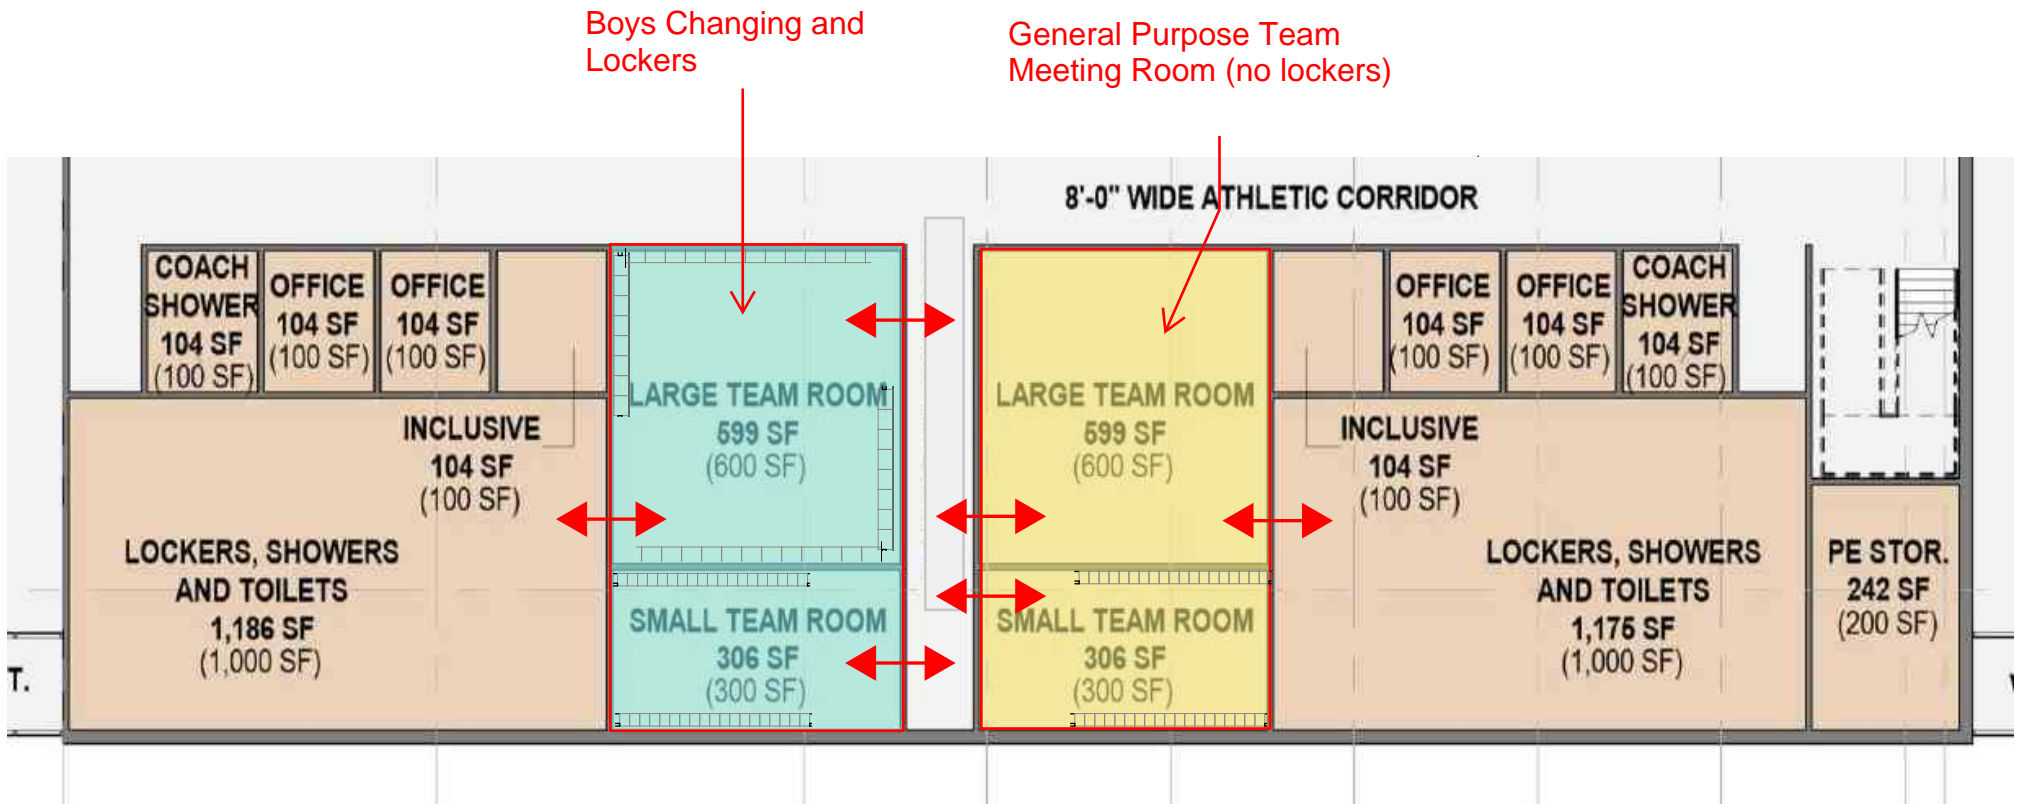 Boys Changing and
Lockers
General Purpose Team
Meeting Room (no lockers)
8'-0" WIDE ATHLETIC CORRIDOR
COACH
SHOWER
104 SF
(100 SF)
OFFICE
104 SF
(100 SF)
OFFICE
104 SF
(100 SF)
INCLUSIVE
104 SF
(100 SF)
LOCKERS, SHOWERS
AND TOILETS
1,186 SF
(1,000 SF)
LARGE TEAM ROOM
599 SF
(600 SF)
SMALL TEAM ROOM
306 SF
(300 SF)
LARGE TEAM ROOM
599 SF
(600 SF)
SMALL TEAM ROOM
306 SF
(300 SF)
OFFICE
104 SF
(100 SF)
OFFICE
104 SF
(100 SF)
COACH
SHOWER
104 SF
(100 SF)
INCLUSIVE
104 SF
(100 SF)
LOCKERS, SHOWERS
AND TOILETS
1,175 SF
(1,000 SF)
PE STOR.
242 SF
(200 SF)
T.